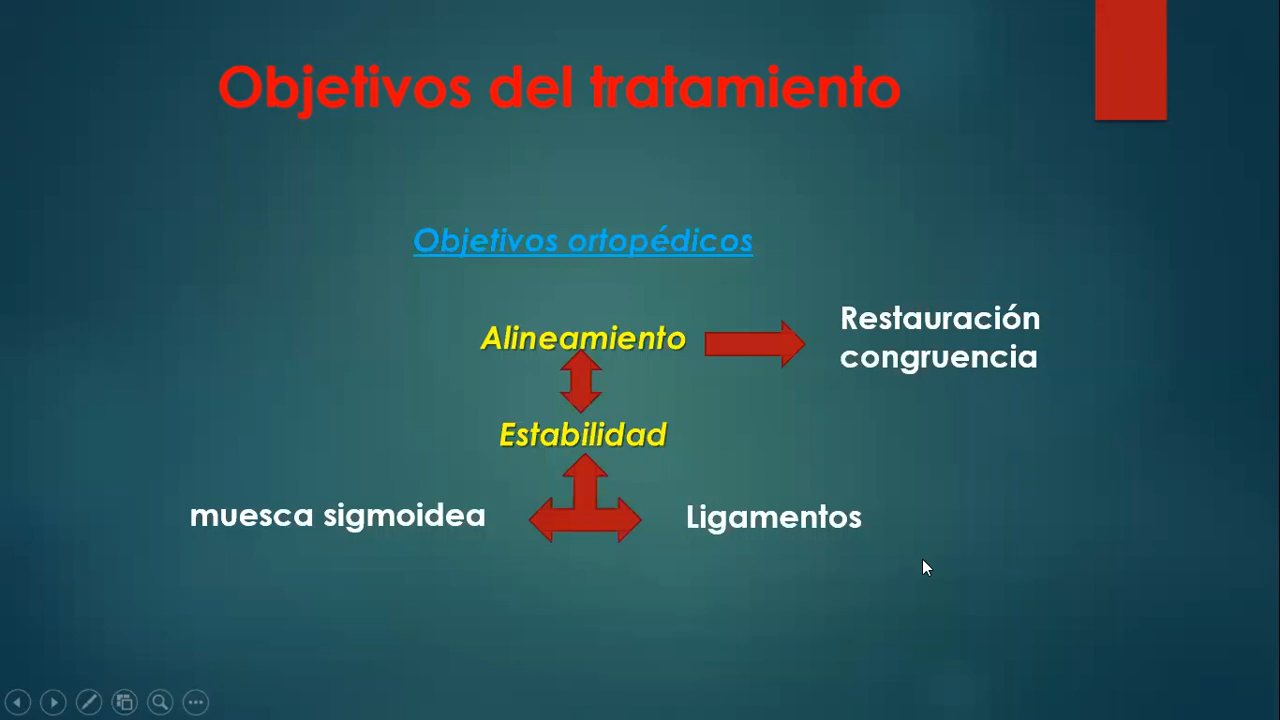 Objetivos del tratamiento
Objetivos ortopédicos
Alineamiento
Restauración
congruencia
Estabilidad
muesca sigmoidea
Ligamentos